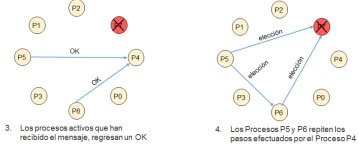 P2
P1
P5
OK
P4
OK
P3
P0
P6
3. Los procesos activos que han
recibido el mensaje, regresan un OK
P2
P1
elección
P5
elección
elección
P4
P3
P0
P6
4. Los Procesos P5 y P6 repiten los
pasos efectuados por el Proceso P4